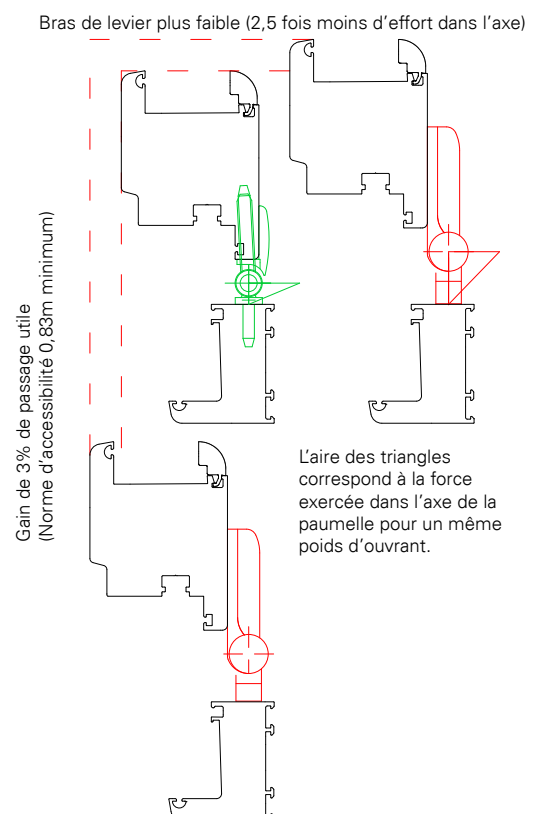 Bras de levier plus faible (2,5 fois moins d’effort dans l’axe)
Gain de 3% de passage utile
(Norme d’accessibilité 0,83m minimum)
L’aire des triangles
correspond à la force
exercée dans l’axe de la
paumelle pour un même
poids d’ouvrant.